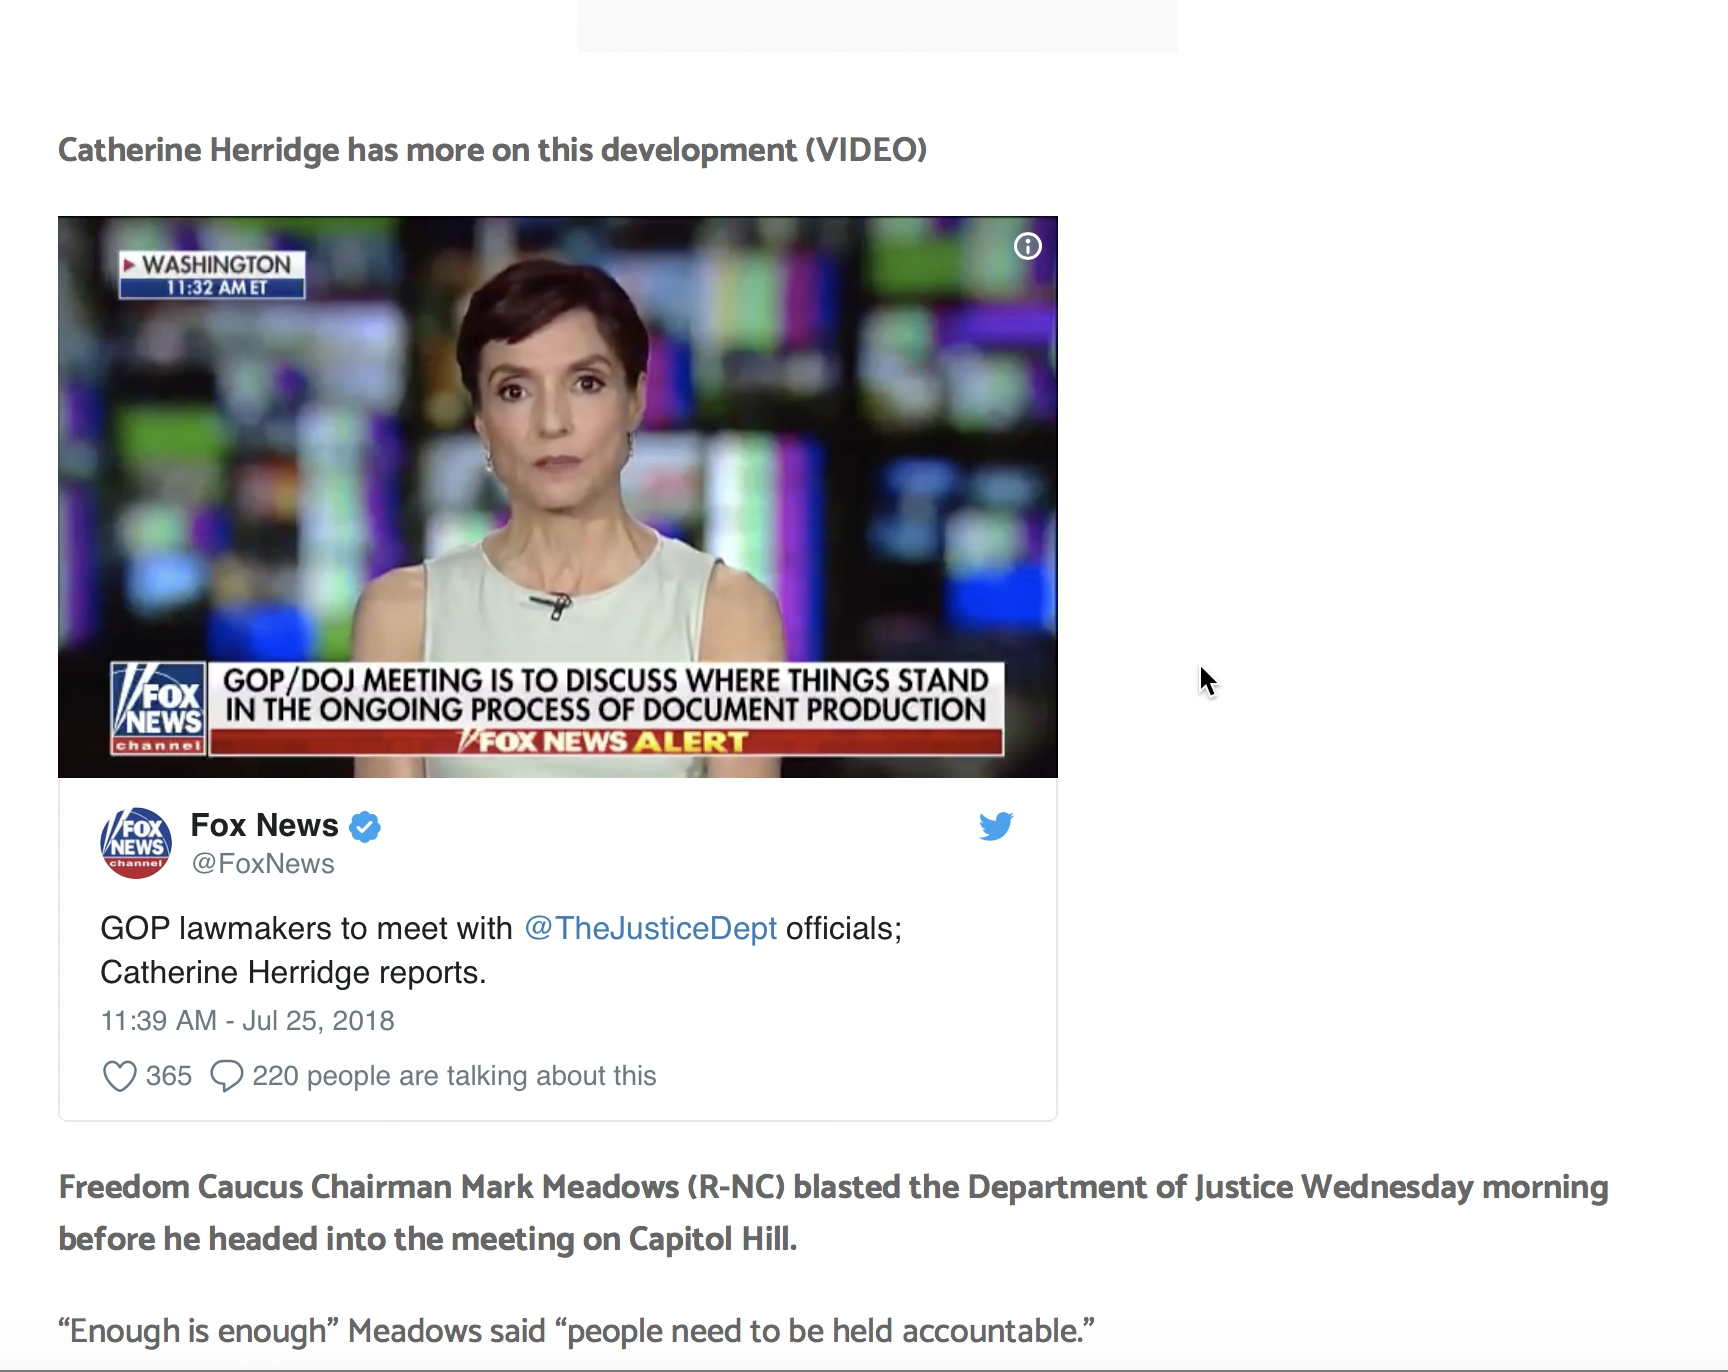 Catherine Herridge has more on this development (VIDEO)
WASHINGTON
11:32 AM ET
GOP/DOJ MEETING IS TO DISCUSS WHERE THINGS STAND
IN THE ONGOING PROCESS OF DOCUMENT PRODUCTION
FOX
NEWS
channel
FOX NEWS ALERT
FOX
NEWS
channel
Fox News
@FoxNews
GOP lawmakers to meet with @TheJusticeDept officials;
Catherine Herridge reports.
11:39 AM - Jul 25, 2018
365 220 people are talking about this
Freedom Caucus Chairman Mark Meadows (R-NC) blasted the Department of Justice Wednesday morning
before he headed into the meeting on Capitol Hill.
“Enough is enough” Meadows said “people need to be held accountable.”